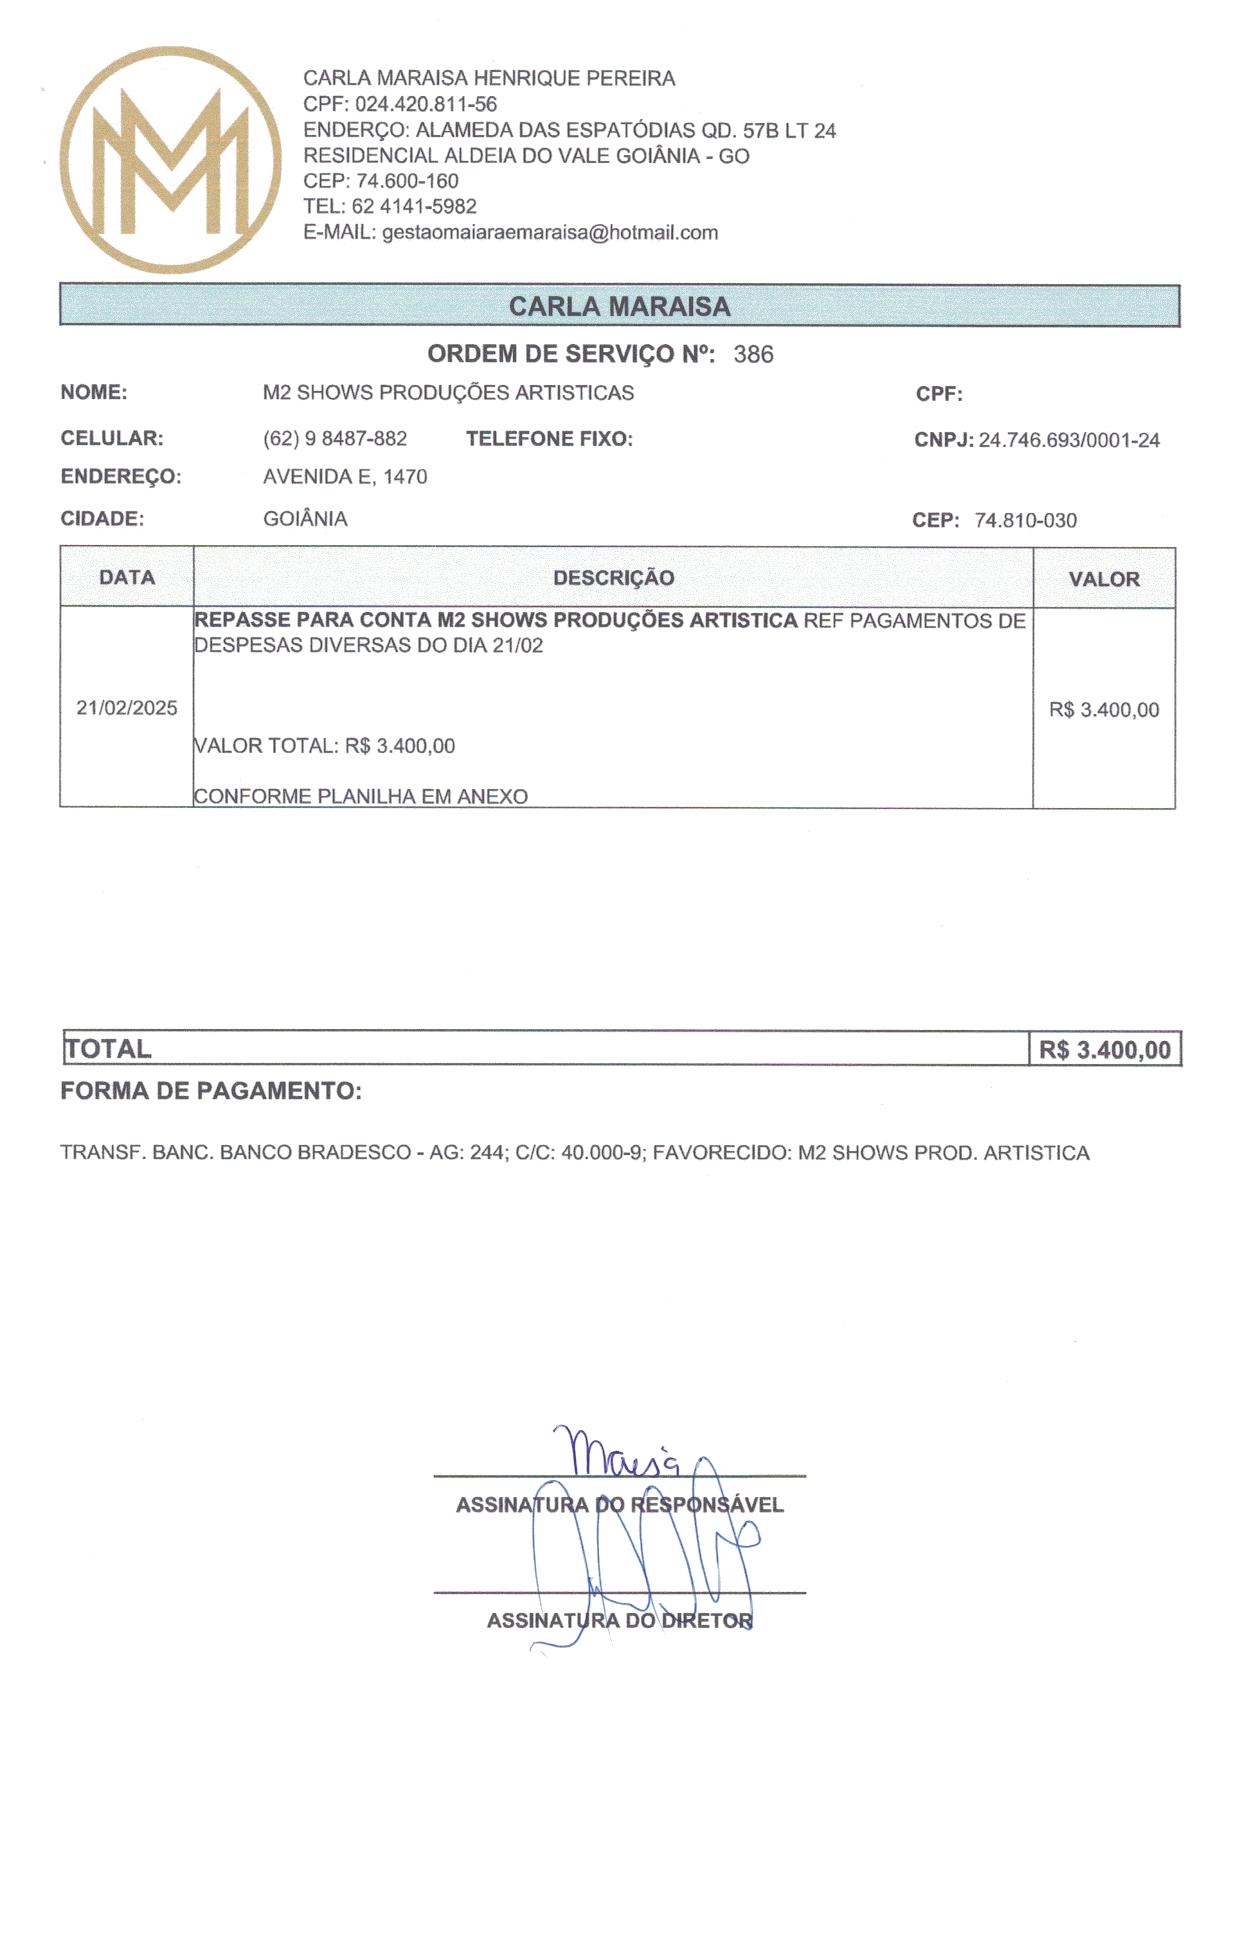 CARLA MARAISA HENRIQUE PEREIRA
CPF: 024.420.811-56
ENDERÇO: ALAMEDA DAS ESPATÓDIAS QD. 57B LT 24
RESIDENCIAL ALDEIA DO VALE GOIÂNIA - GO
CEP: 74.600-160
TEL: 62 4141-5982
E-MAIL: gestaomaiaraemaraisa@hotmail.com
CARLA MARAISA
ORDEM DE SERVIÇO Nº: 386
NOME: M2 SHOWS PRODUÇÕES ARTISTICAS CPF:
CELULAR: (62) 9 8487-882 TELEFONE FIXO: CNPJ: 24.746.693/0001-24
ENDEREÇO: AVENIDA E, 1470
CIDADE: GOIÂNIA CEP: 74.810-030
DATA DESCRIÇÃO VALOR
REPASSE PARA CONTA M2 SHOWS PRODUÇÕES ARTISTICA REF PAGAMENTOS DE
DESPESAS DIVERSAS DO DIA 21/02
21/02/2025 R$ 3.400,00
VALOR TOTAL: R$ 3.400,00
CONFORME PLANILHA EM ANEXO
TOTAL R$ 3.400,00
FORMA DE PAGAMENTO:
TRANSF. BANC. BANCO BRADESCO - AG: 244; C/C: 40.000-9; FAVORECIDO: M2 SHOWS PROD. ARTISTICA
ASSINATURA DO RESPONSÁVEL
ASSINATURA DO DIRETOR